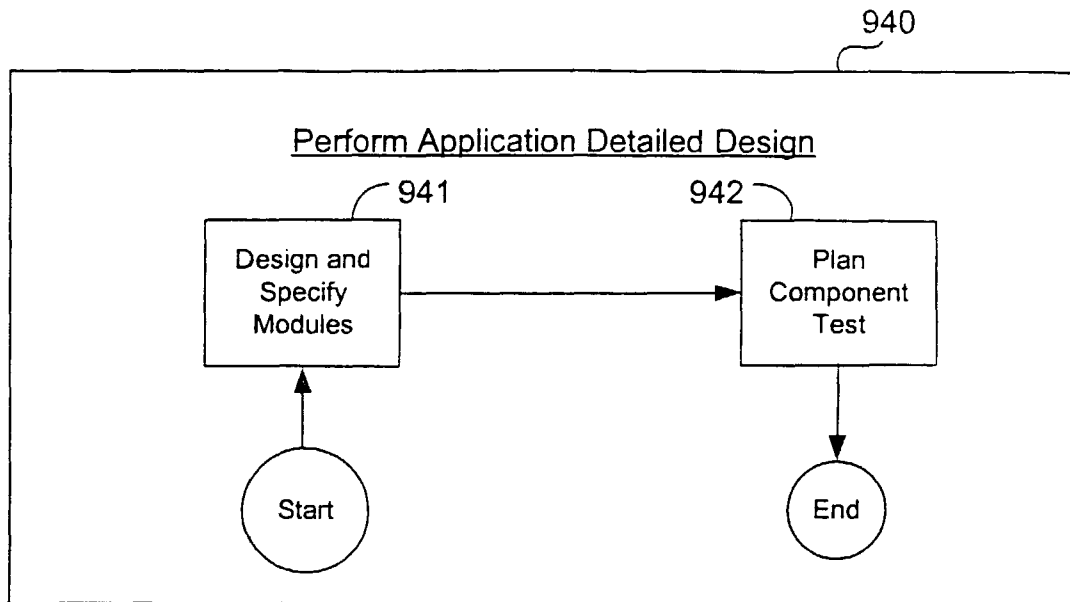 940
Perform Application Detailed Design
941
942
Design and
Specify
Modules
Plan
Component
Test
Start
End